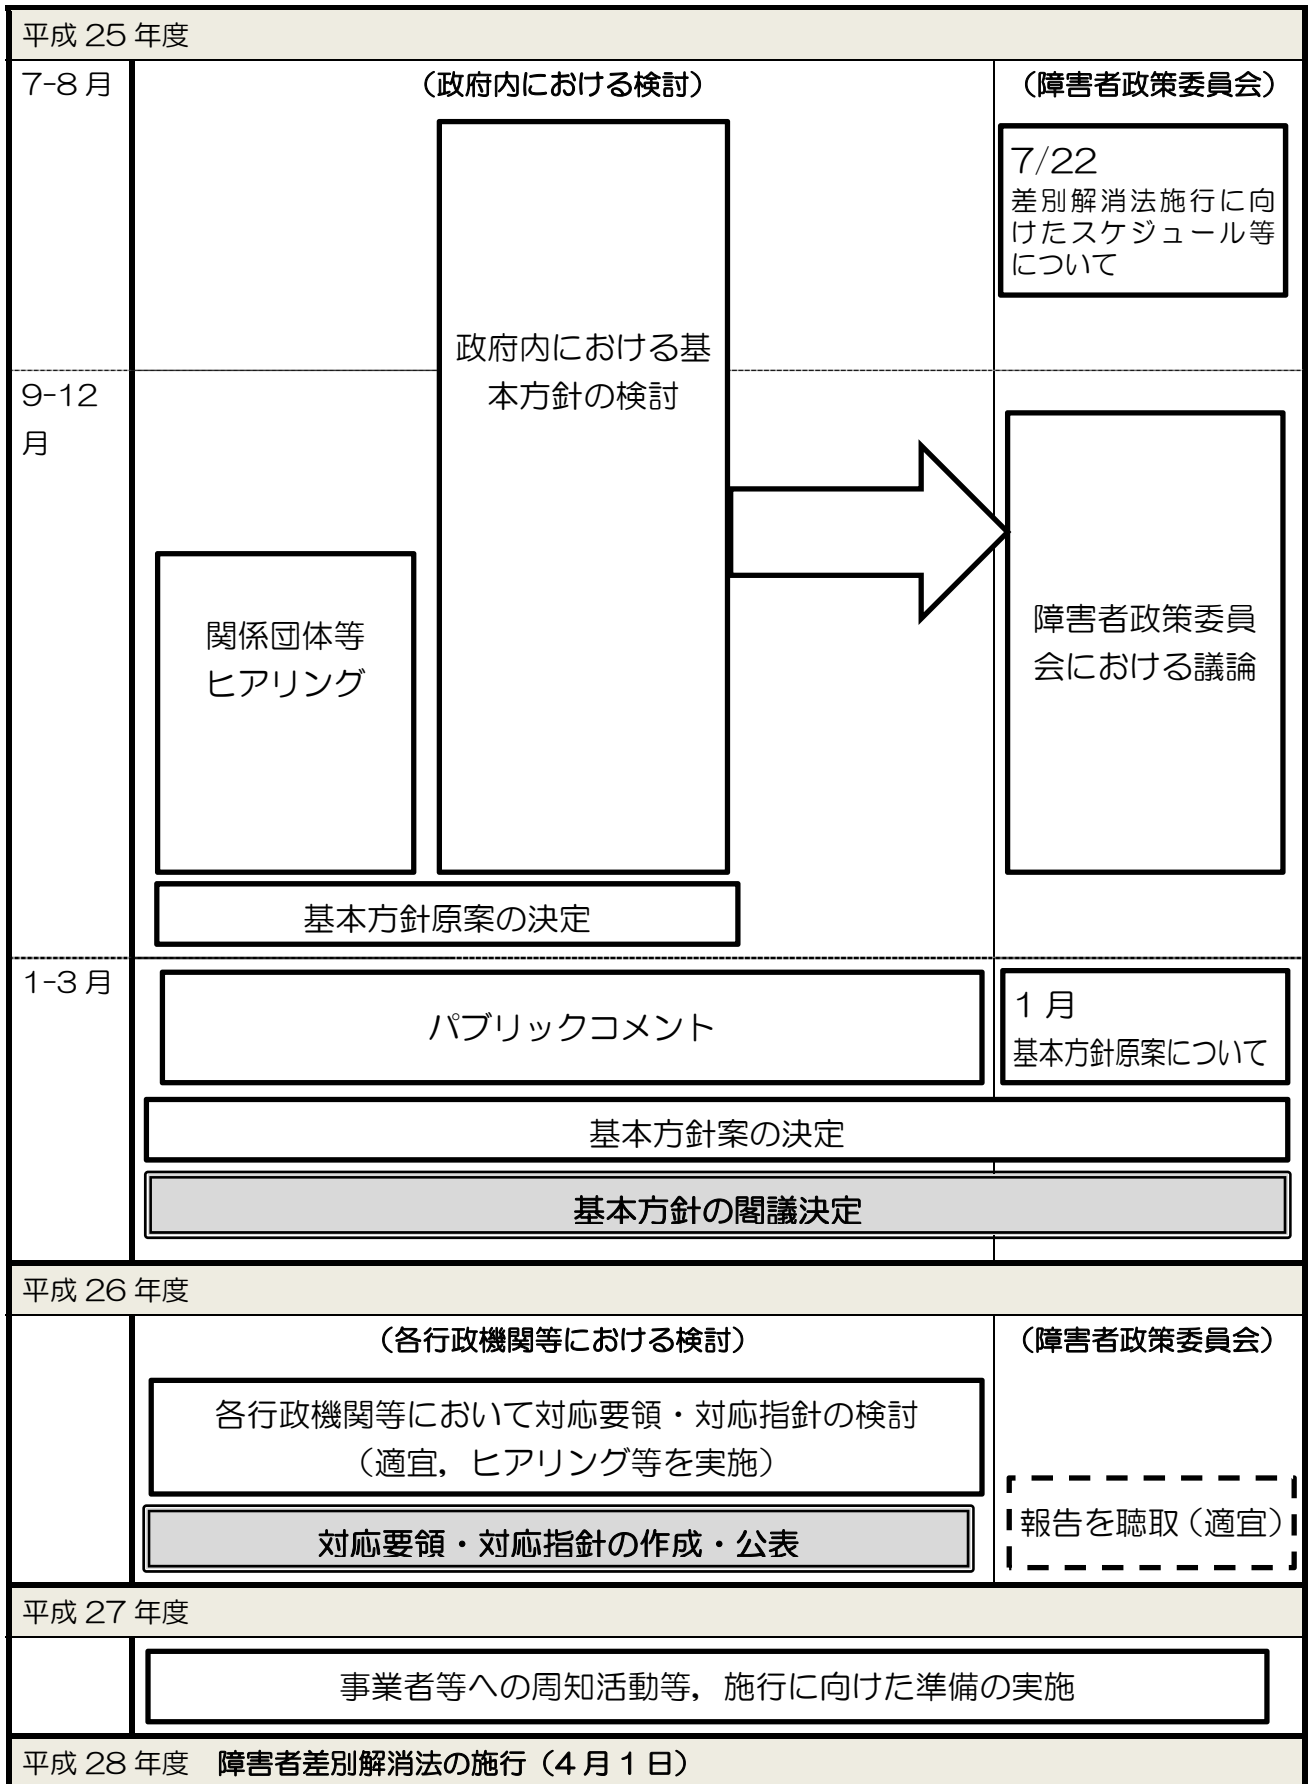 平成 25 年度
7-8 月
（政府内における検討）
（障害者政策委員会）
7/22
差別解消法施行に向
けたスケジュール等
について
政府内における基
本方針の検討
9-12
月
関係団体等
ヒアリング
障害者政策委員
会における議論
基本方針原案の決定
1-3 月
パブリックコメント
1 月
基本方針原案について
基本方針案の決定
基本方針の閣議決定
平成 26 年度
（各行政機関等における検討）
（障害者政策委員会）
各行政機関等において対応要領・対応指針の検討
（適宜，ヒアリング等を実施）
報告を聴取（適宜）
対応要領・対応指針の作成・公表
平成 27 年度
事業者等への周知活動等，施行に向けた準備の実施
平成 28 年度　障害者差別解消法の施行（4 月 1 日）